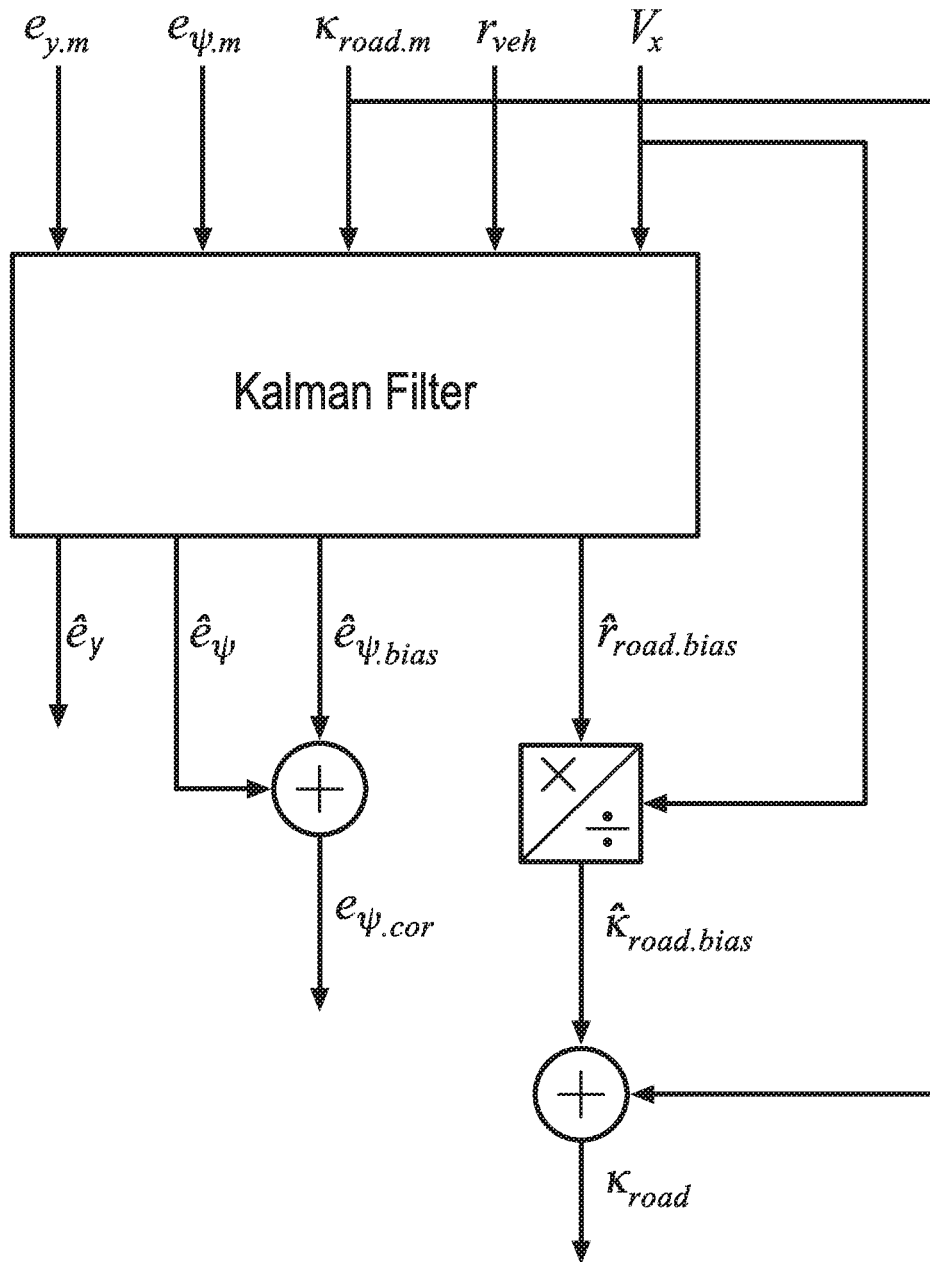 e_{y.m} e_{ψ.m} κ_{road.m} r_{veh} V_x
Kalman Filter
ê_y ê_ψ ê_{ψ.bias} r̂_{road.bias}
×
+ ÷
e_{ψ.cor} κ̂_{road.bias}
+
κ_{road}